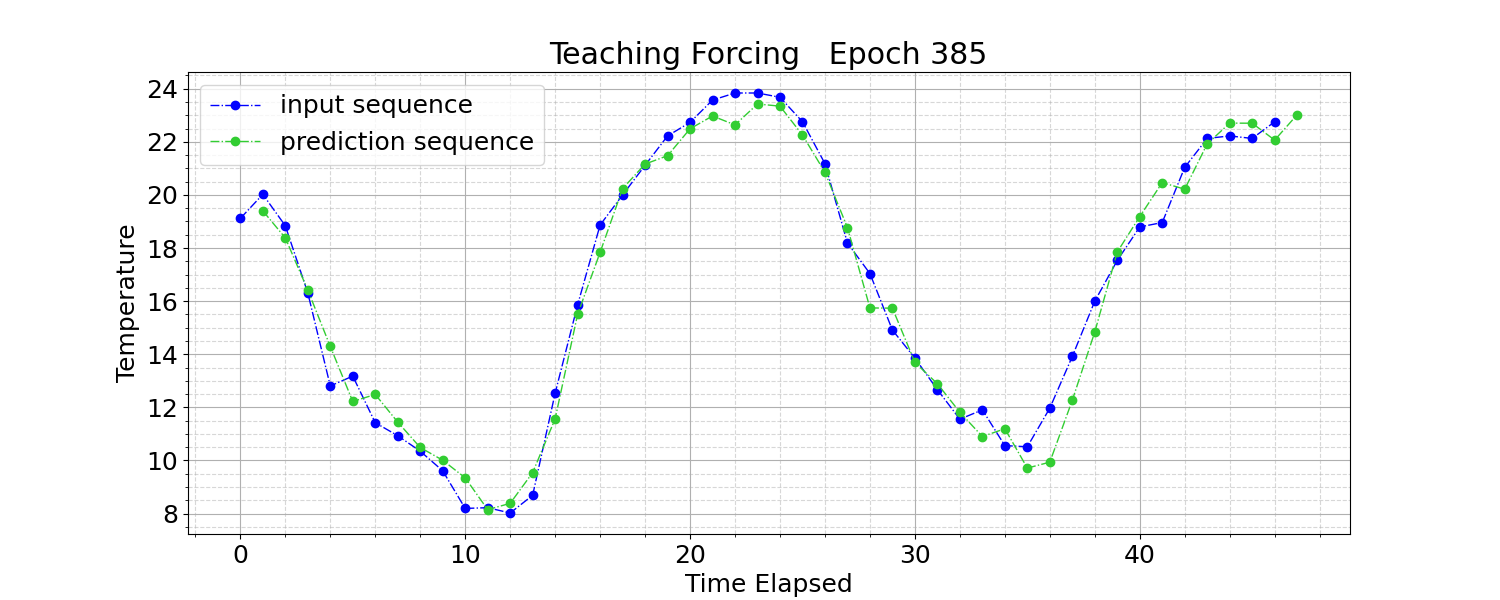 Teaching Forcing   Epoch 385
input sequence
prediction sequence
Temperature
24
22
20
18
16
14
12
10
8
0 10 20 30 40
Time Elapsed